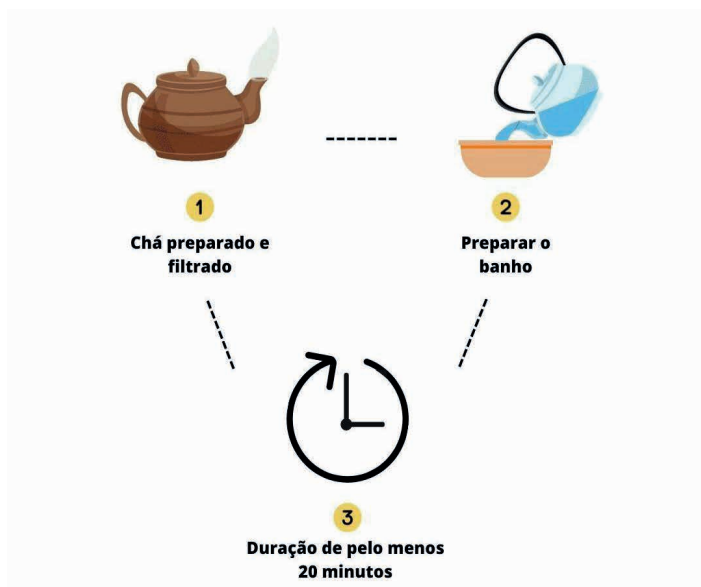 1
Chá preparado e
filtrado
2
Preparar o
banho
3
Duração de pelo menos
20 minutos